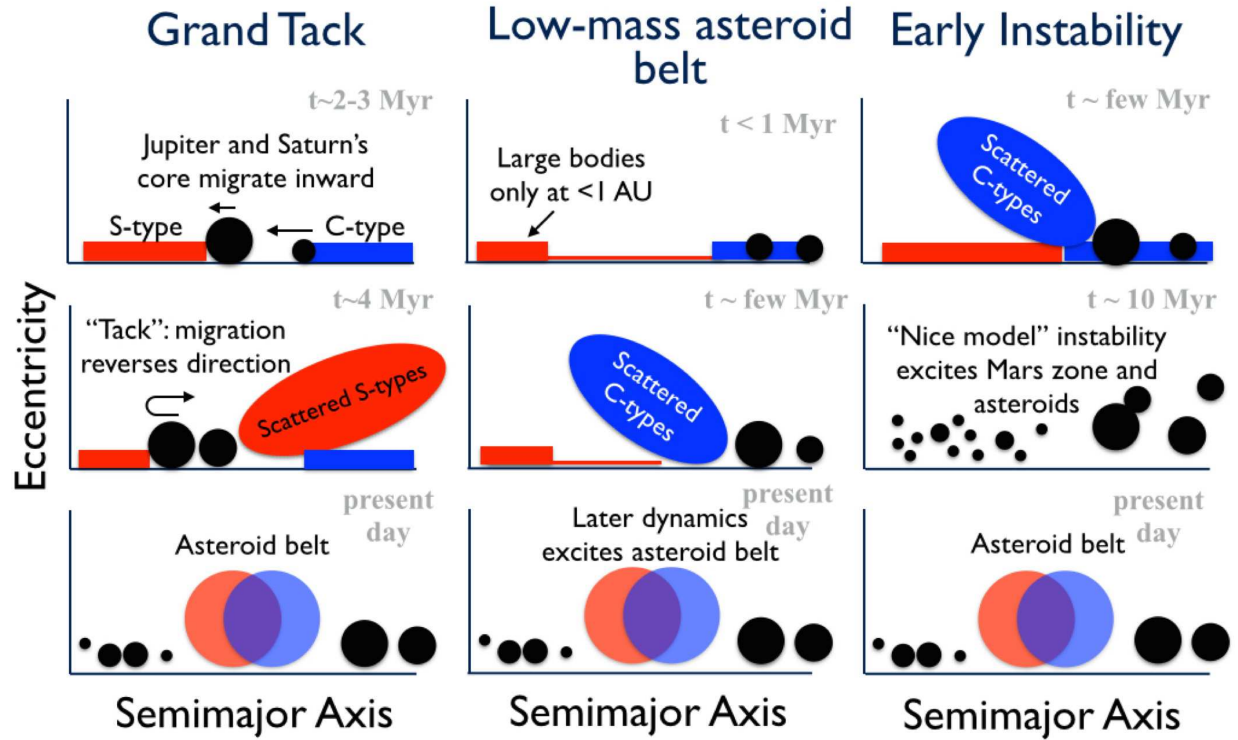 Grand Tack
Low-mass asteroid
belt
Early Instability
t~2-3 Myr
Jupiter and Saturn's
core migrate inward
S-type
C-type
t < 1 Myr
Large bodies
only at <1 AU
t ~ few Myr
Scattered
C-types
Eccentricity
t~4 Myr
"Tack": migration
reverses direction
Scattered S-types
t ~ few Myr
Scattered
C-types
t ~ 10 Myr
"Nice model" instability
excites Mars zone and
asteroids
present
day
Asteroid belt
present
day
Later dynamics
excites asteroid belt
present
day
Asteroid belt
Semimajor Axis
Semimajor Axis
Semimajor Axis